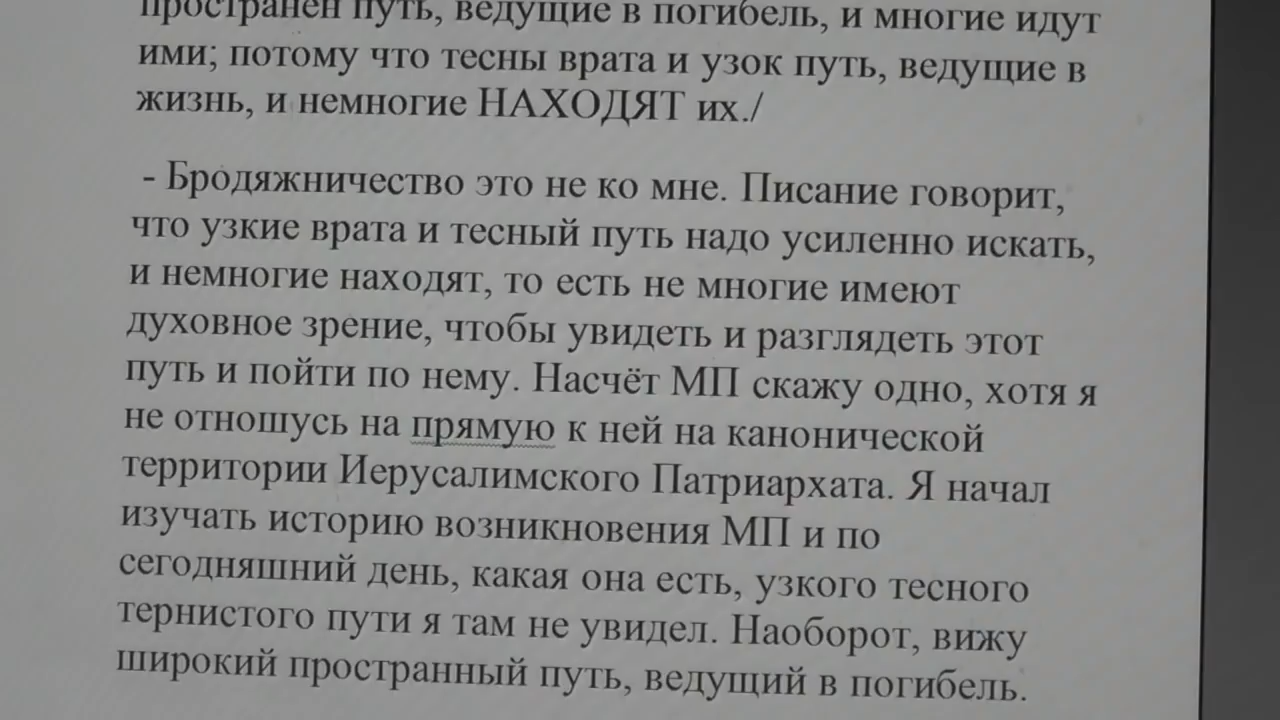 пространен путь, ведущие в погибель, и многие идут
ими; потому что тесны врата и узок путь, ведущие в
жизнь, и немногие НАХОДЯТ их./
- Бродяжничество это не ко мне. Писание говорит,
что узкие врата и тесный путь надо усиленно искать,
и немногие находят, то есть не многие имеют
духовное зрение, чтобы увидеть и разглядеть этот
путь и пойти по нему. Насчёт МП скажу одно, хотя я
не отношусь на прямую к ней на канонической
территории Иерусалимского Патриархата. Я начал
изучать историю возникновения МП и по
сегодняшний день, какая она есть, узкого тесного
тернистого пути я там не увидел. Наоборот, вижу
широкий пространный путь, ведущий в погибель.